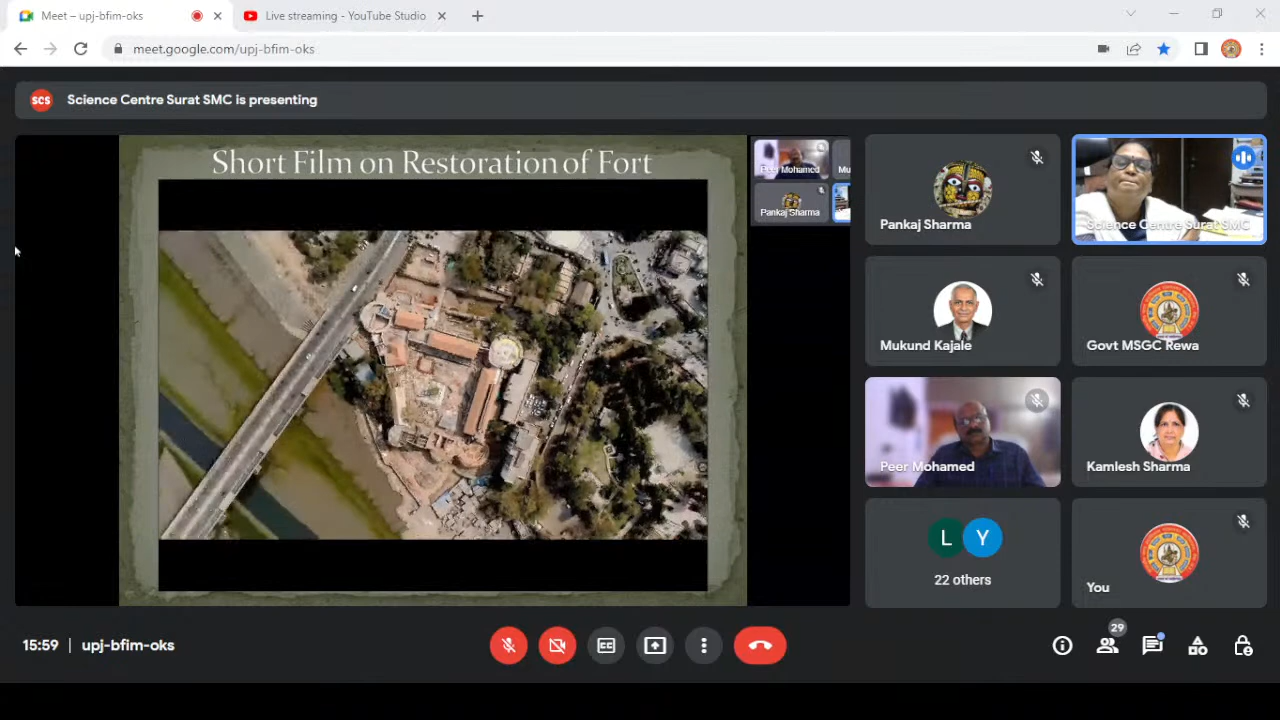 Meet – upj-bfim-oks
Live streaming - YouTube Studio
meet.google.com/upj-bfim-oks
SCS
Science Centre Surat SMC is presenting
Short Film on Restoration of Fort
Peer Mohamed
Mu
Pankaj Sharma
Pankaj Sharma
Science Centre Surat SMC
Mukund Kajale
Govt MSGC Rewa
Peer Mohamed
Kamlesh Sharma
L
Y
22 others
You
15:59 | upj-bfim-oks
CC
29